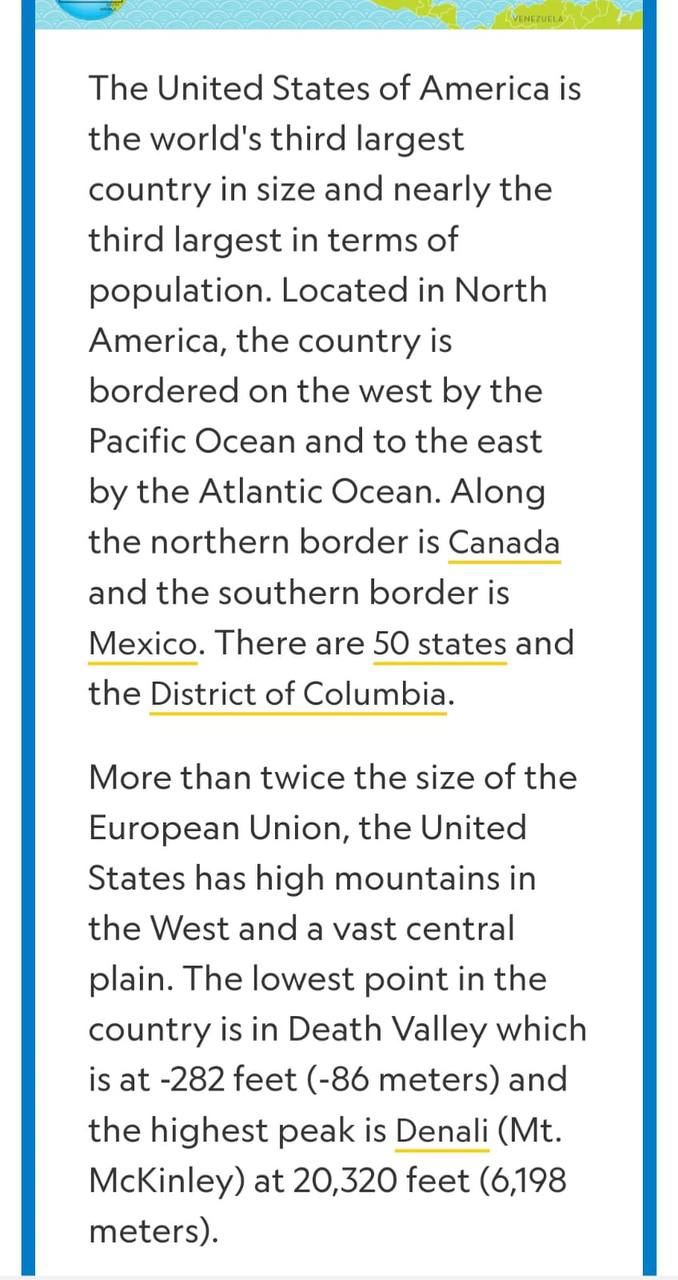 VENEZUELA
The United States of America is
the world's third largest
country in size and nearly the
third largest in terms of
population. Located in North
America, the country is
bordered on the west by the
Pacific Ocean and to the east
by the Atlantic Ocean. Along
the northern border is Canada
and the southern border is
Mexico. There are 50 states and
the District of Columbia.
More than twice the size of the
European Union, the United
States has high mountains in
the West and a vast central
plain. The lowest point in the
country is in Death Valley which
is at -282 feet (-86 meters) and
the highest peak is Denali (Mt.
McKinley) at 20,320 feet (6,198
meters).